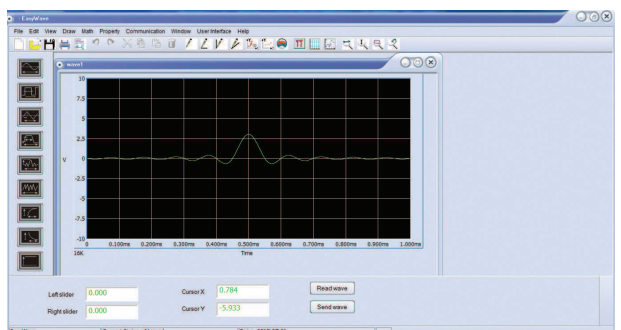 EasyWave
File Edit View Draw Math Property Communication Window User Interface Help
wave1
10
7.5
5
2.5
V 0
-2.5
-5
-7.5
-10
0 0.100ms 0.200ms 0.300ms 0.400ms 0.500ms 0.600ms 0.700ms 0.800ms 0.900ms 1.000ms
16K Time
Left slider 0.000 Cursor X 0.784 Read wave
Right slider 0.000 Cursor Y -5.933 Send wave